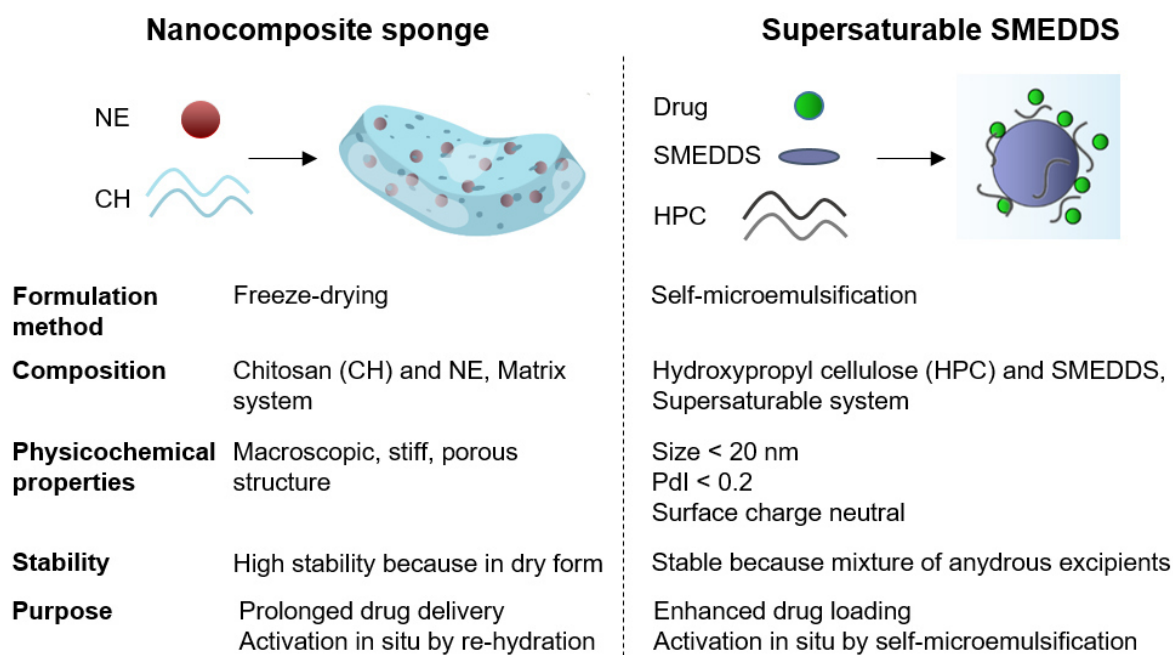 Nanocomposite sponge
Supersaturable SMEDDS
NE
CH
Drug
SMEDDS
HPC
Formulation
method
Freeze-drying
Self-microemulsification
Composition
Chitosan (CH) and NE, Matrix
system
Hydroxypropyl cellulose (HPC) and SMEDDS,
Supersaturable system
Physicochemical
properties
Macroscopic, stiff, porous
structure
Size < 20 nm
PdI < 0.2
Surface charge neutral
Stability
High stability because in dry form
Stable because mixture of anydrous excipients
Purpose
Prolonged drug delivery
Activation in situ by re-hydration
Enhanced drug loading
Activation in situ by self-microemulsification